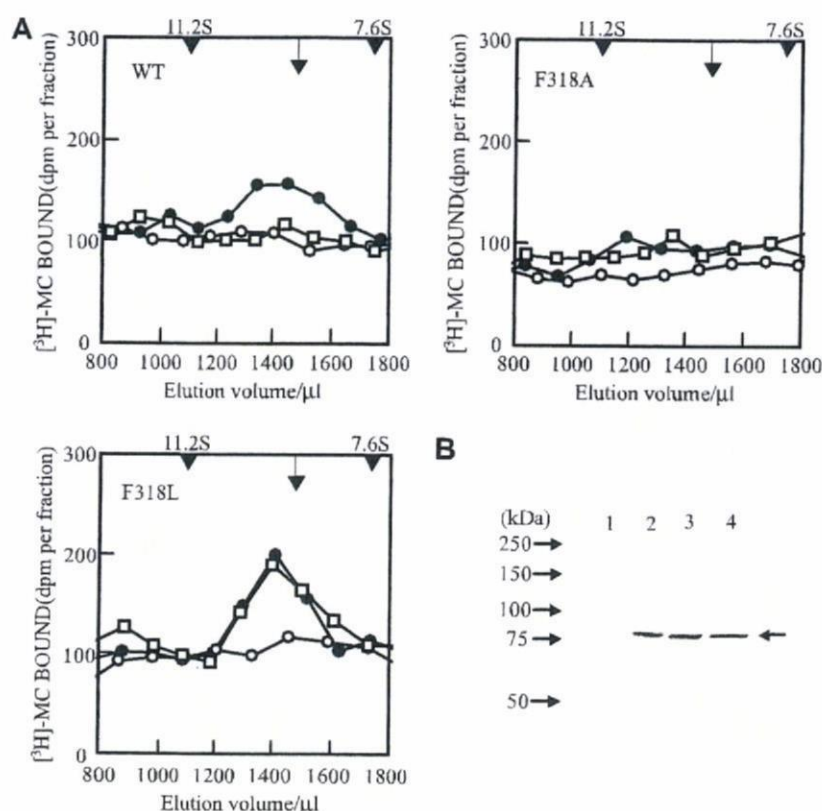 A
11.2S 7.6S
300
200
100
0
WT
[³H]-MC BOUND(dpm per fraction)
800 1000 1200 1400 1600 1800
Elution volume/µl
11.2S 7.6S
300
200
100
0
F318A
[³H]-MC BOUND(dpm per fraction)
800 1000 1200 1400 1600 1800
Elution volume/µl
11.2S 7.6S
300
200
100
0
F318L
[³H]-MC BOUND(dpm per fraction)
800 1000 1200 1400 1600 1800
Elution volume/µl
B
(kDa) 1 2 3 4
250
150
100
75
50